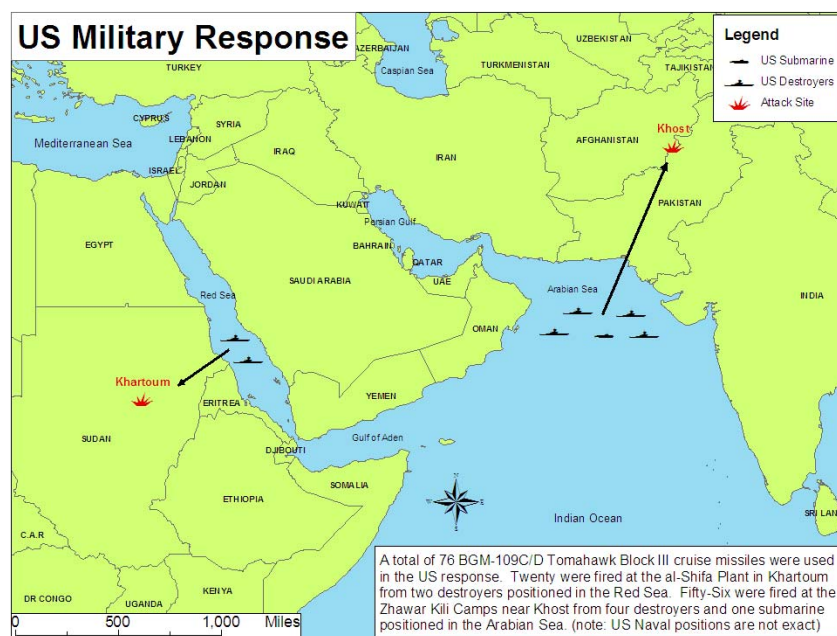 US Military Response
Legend
US Submarine
US Destroyers
Attack Site
AZERBAIJAN
UZBEKISTAN
TURKEY
Caspian Sea
TURKMENISTAN
TAJIKISTAN
CYPRUS
SYRIA
Khost
Mediterranean Sea
LEBANON
AFGHANISTAN
IRAQ
IRAN
ISRAEL
JORDAN
KUWAIT
PAKISTAN
Persian Gulf
EGYPT
BAHRAIN
QATAR
SAUDI ARABIA
UAE
Red Sea
Arabian Sea
INDIA
OMAN
Khartoum
YEMEN
ERITREA
SUDAN
Gulf of Aden
DJIBOUTI
SOMALIA
ETHIOPIA
N
W
E
S
SRI LAN
Indian Ocean
C.A.R
DR CONGO
UGANDA
KENYA
0 500 1,000 Miles
A total of 76 BGM-109C/D Tomahawk Block III cruise missiles were used
in the US response. Twenty were fired at the al-Shifa Plant in Khartoum
from two destroyers positioned in the Red Sea. Fifty-Six were fired at the
Zhawar Kili Camps near Khost from four destroyers and one submarine
positioned in the Arabian Sea. (note: US Naval positions are not exact)